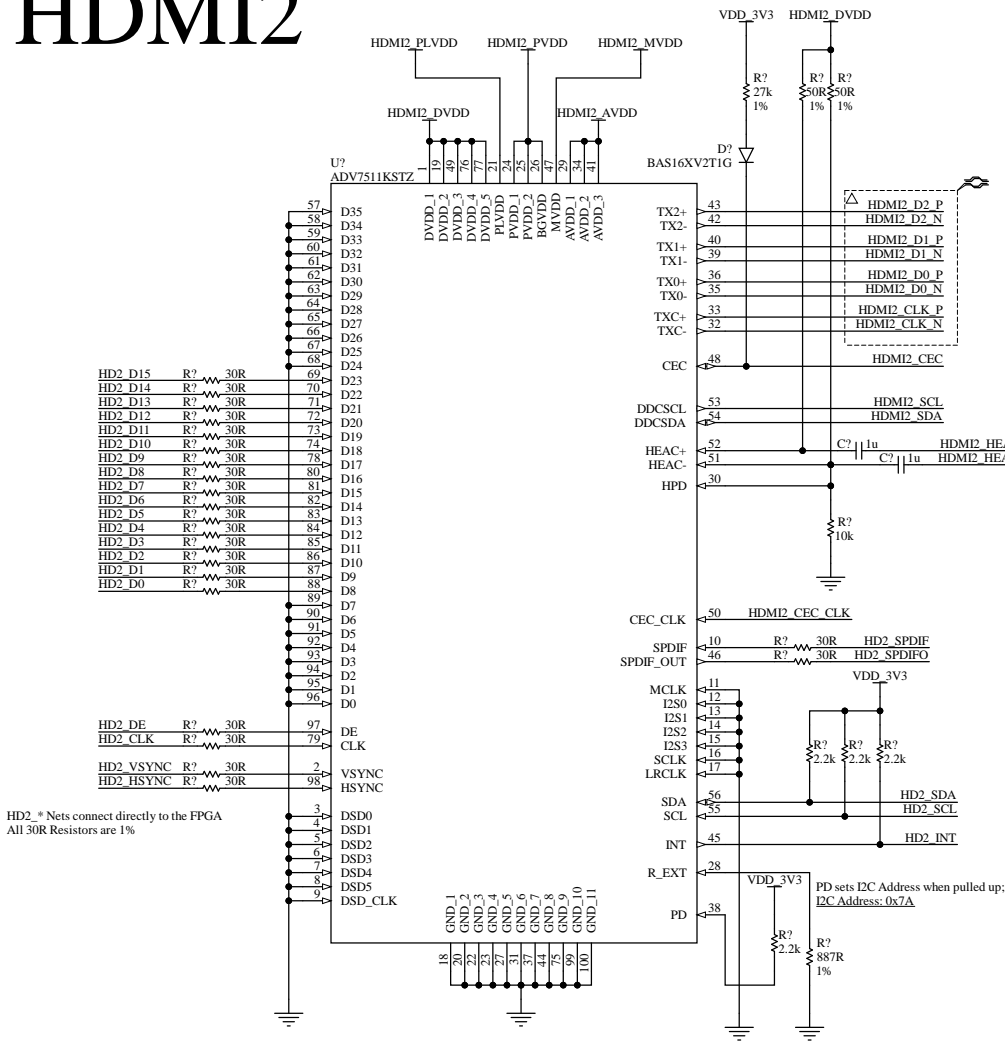 HDMI2
VDD_3V3 HDMI2_DVDD
HDMI2_PLVDD HDMI2_PVDD HDMI2_MVDD
R? 27k 1%
R? 50R 1%
R? 50R 1%
HDMI2_DVDD HDMI2_AVDD
D?
BAS16XV2T1G
U?
ADV7511KSTZ
1 19 49 76 77 21 24 25 26 47 29 34 41
DVDD_1 DVDD_2 DVDD_3 DVDD_4 DVDD_5 PLVDD PVDD_1 PVDD_2 BGVDD MVDD AVDD_1 AVDD_2 AVDD_3
57 D35
58 D34
59 D33
60 D32
61 D31
62 D30
63 D29
64 D28
65 D27
66 D26
67 D25
68 D24
HD2_D15 R? 30R 69 D23
HD2_D14 R? 30R 70 D22
HD2_D13 R? 30R 71 D21
HD2_D12 R? 30R 72 D20
HD2_D11 R? 30R 73 D19
HD2_D10 R? 30R 74 D18
HD2_D9 R? 30R 78 D17
HD2_D8 R? 30R 80 D16
HD2_D7 R? 30R 81 D15
HD2_D6 R? 30R 82 D14
HD2_D5 R? 30R 83 D13
HD2_D4 R? 30R 84 D12
HD2_D3 R? 30R 85 D11
HD2_D2 R? 30R 86 D10
HD2_D1 R? 30R 87 D9
HD2_D0 R? 30R 88 D8
89 D7
90 D6
91 D5
92 D4
93 D3
94 D2
95 D1
96 D0
HD2_DE R? 30R 97 DE
HD2_CLK R? 30R 79 CLK
HD2_VSYNC R? 30R 2 VSYNC
HD2_HSYNC R? 30R 98 HSYNC
HD2_* Nets connect directly to the FPGA
All 30R Resistors are 1%
3 DSD0
4 DSD1
5 DSD2
6 DSD3
7 DSD4
8 DSD5
9 DSD_CLK
TX2+ 43 HDMI2_D2_P
TX2- 42 HDMI2_D2_N
TX1+ 40 HDMI2_D1_P
TX1- 39 HDMI2_D1_N
TX0+ 36 HDMI2_D0_P
TX0- 35 HDMI2_D0_N
TXC+ 33 HDMI2_CLK_P
TXC- 32 HDMI2_CLK_N
CEC 48 HDMI2_CEC
DDCSCL 53 HDMI2_SCL
DDCSDA 54 HDMI2_SDA
HEAC+ 52 C? 1u HDMI2_HEA
HEAC- 51 C? 1u HDMI2_HEA
HPD 30
R? 10k
CEC_CLK 50 HDMI2_CEC_CLK
SPDIF 10 R? 30R HD2_SPDIF
SPDIF_OUT 46 R? 30R HD2_SPDIFO
VDD_3V3
MCLK 11
I2S0 12
I2S1 13
I2S2 14
I2S3 15
SCLK 16
LRCLK 17
R? 2.2k
R? 2.2k
R? 2.2k
SDA 56 HD2_SDA
SCL 55 HD2_SCL
INT 45 HD2_INT
R_EXT 28
VDD_3V3
PD sets I2C Address when pulled up;
I2C Address: 0x7A
PD 38
R? 2.2k
R? 887R 1%
GND_1 GND_2 GND_3 GND_4 GND_5 GND_6 GND_7 GND_8 GND_9 GND_10 GND_11
18 20 22 23 27 31 37 44 75 99 100